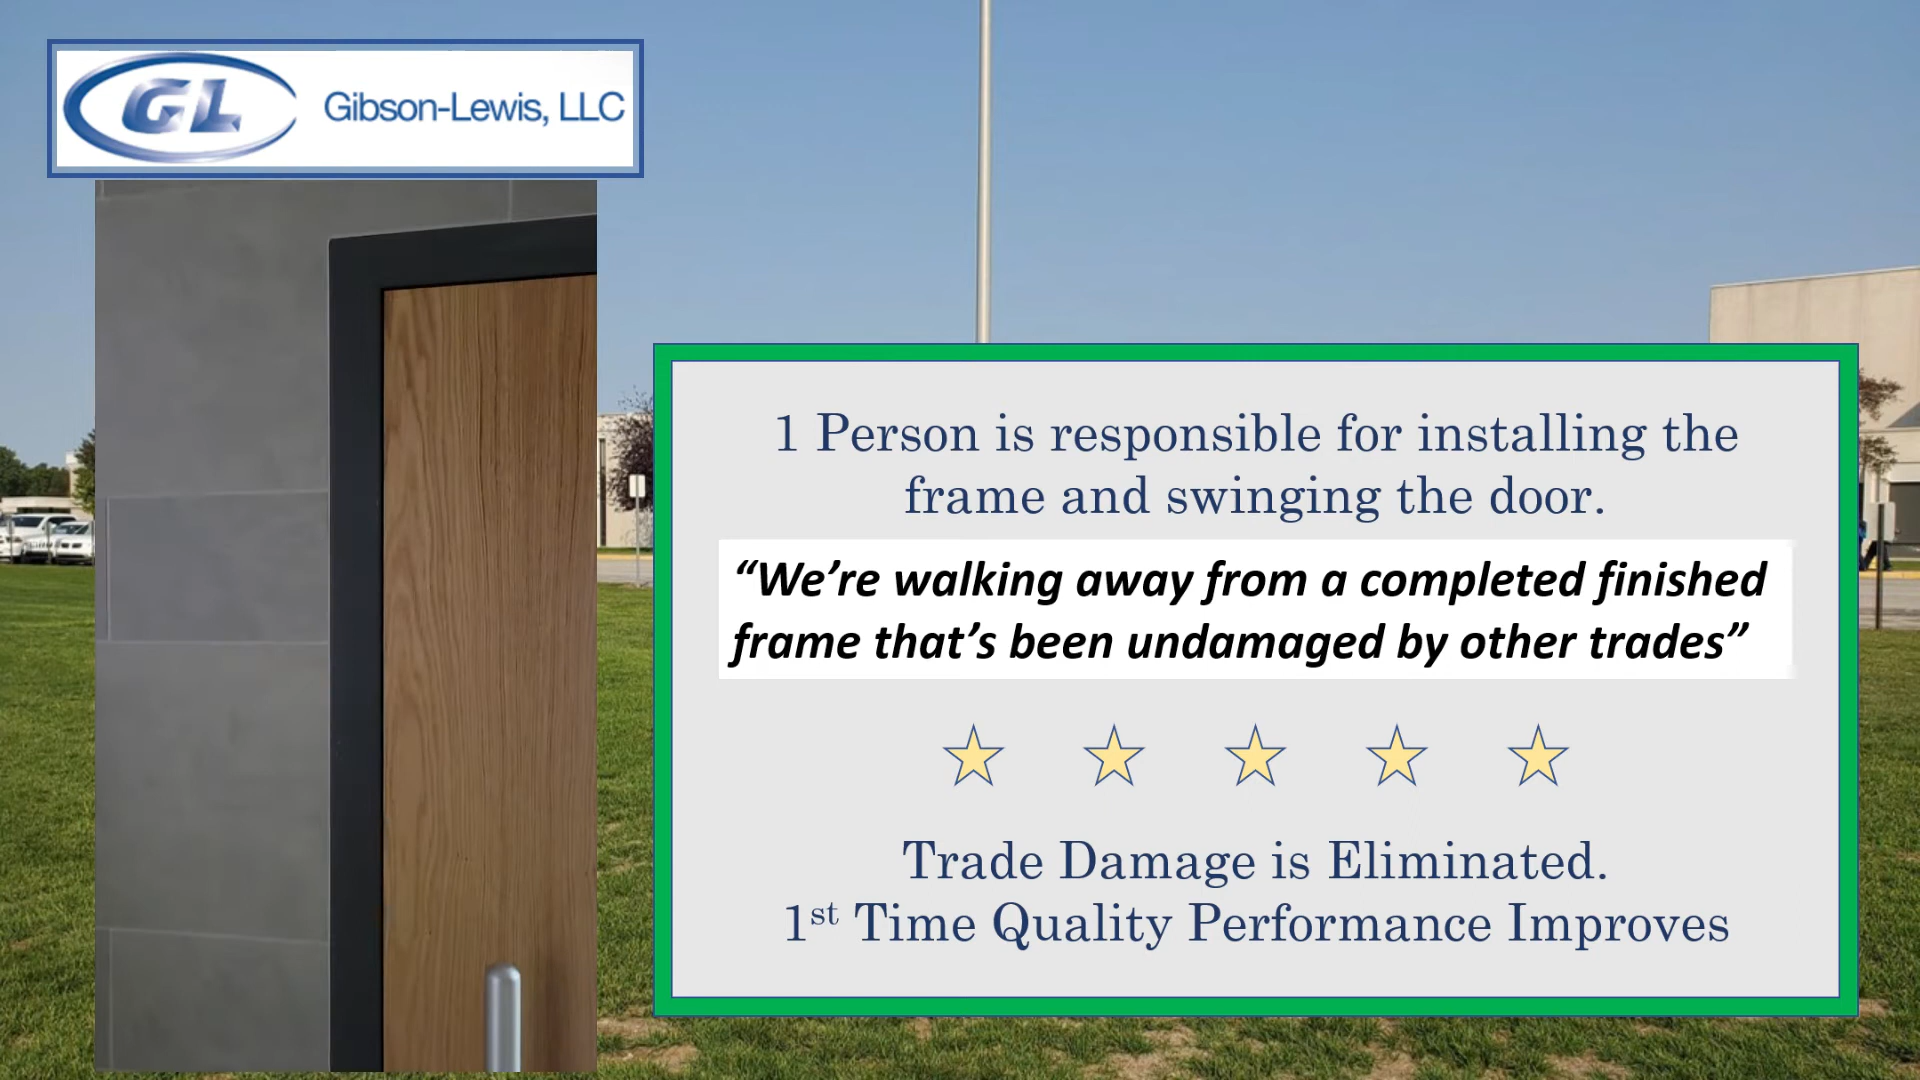 GL Gibson-Lewis, LLC
1 Person is responsible for installing the
frame and swinging the door.
“We’re walking away from a completed finished
frame that’s been undamaged by other trades”
Trade Damage is Eliminated.
1st Time Quality Performance Improves